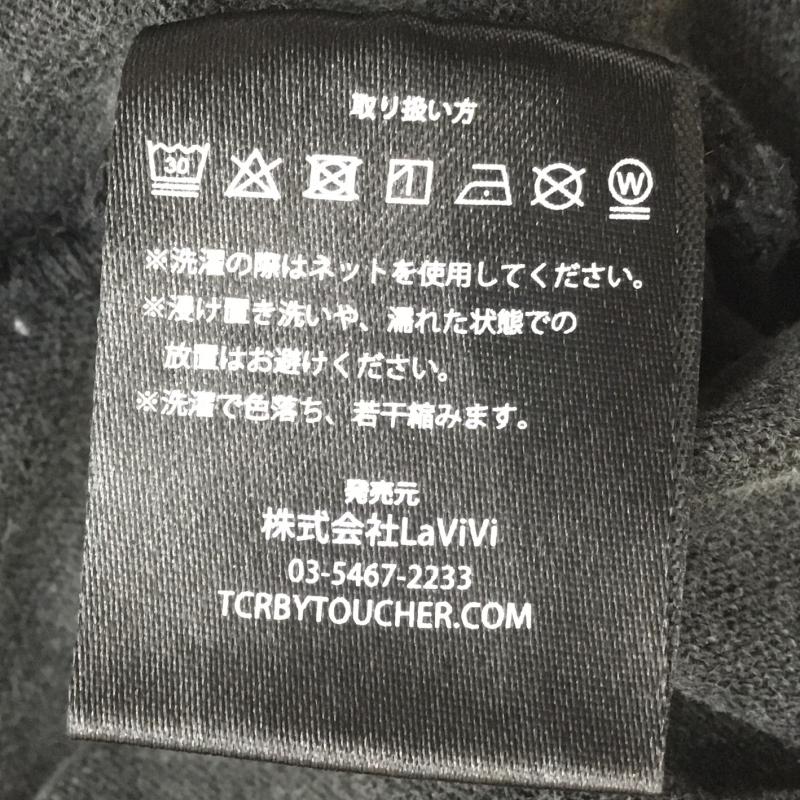 取り扱い方
30
W
※洗濯の際はネットを使用してください。
※浸け置き洗いや、濡れた状態での
放置はお避けください。
※洗濯で色落ち、若干縮みます。
発売元
株式会社LaViVi
03-5467-2233
TCRBYTOUCHER.COM